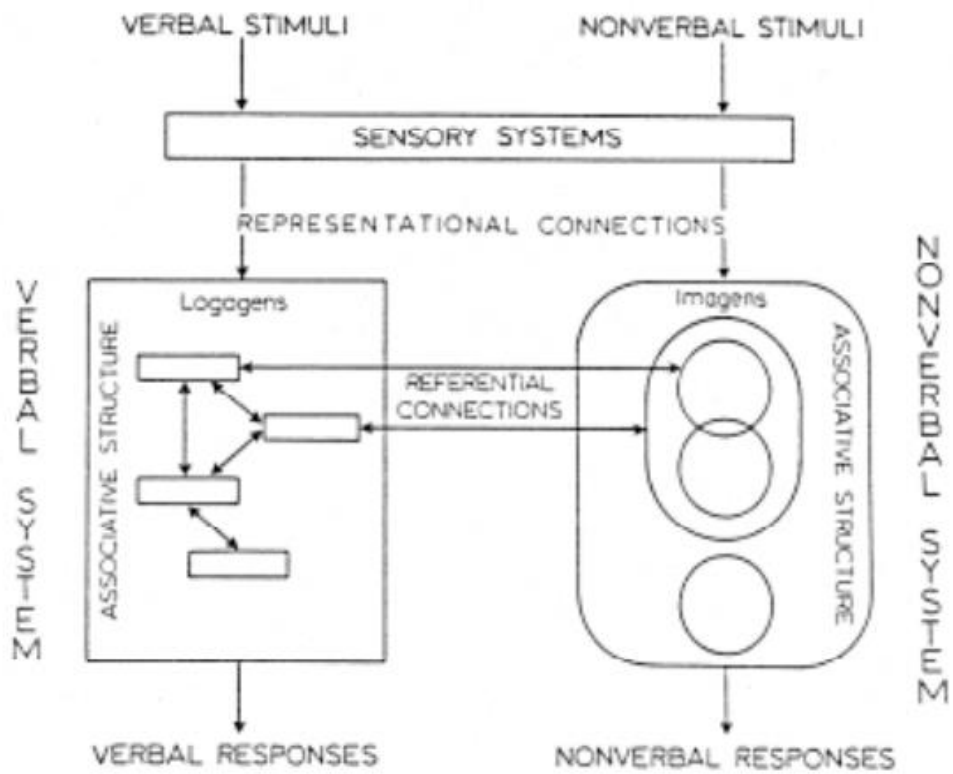 VERBAL STIMULI
NONVERBAL STIMULI
SENSORY SYSTEMS
REPRESENTATIONAL CONNECTIONS
VERBAL SYSTEM
NONVERBAL SYSTEM
Logogens
Imagens
ASSOCIATIVE STRUCTURE
ASSOCIATIVE STRUCTURE
REFERENTIAL
CONNECTIONS
VERBAL RESPONSES
NONVERBAL RESPONSES